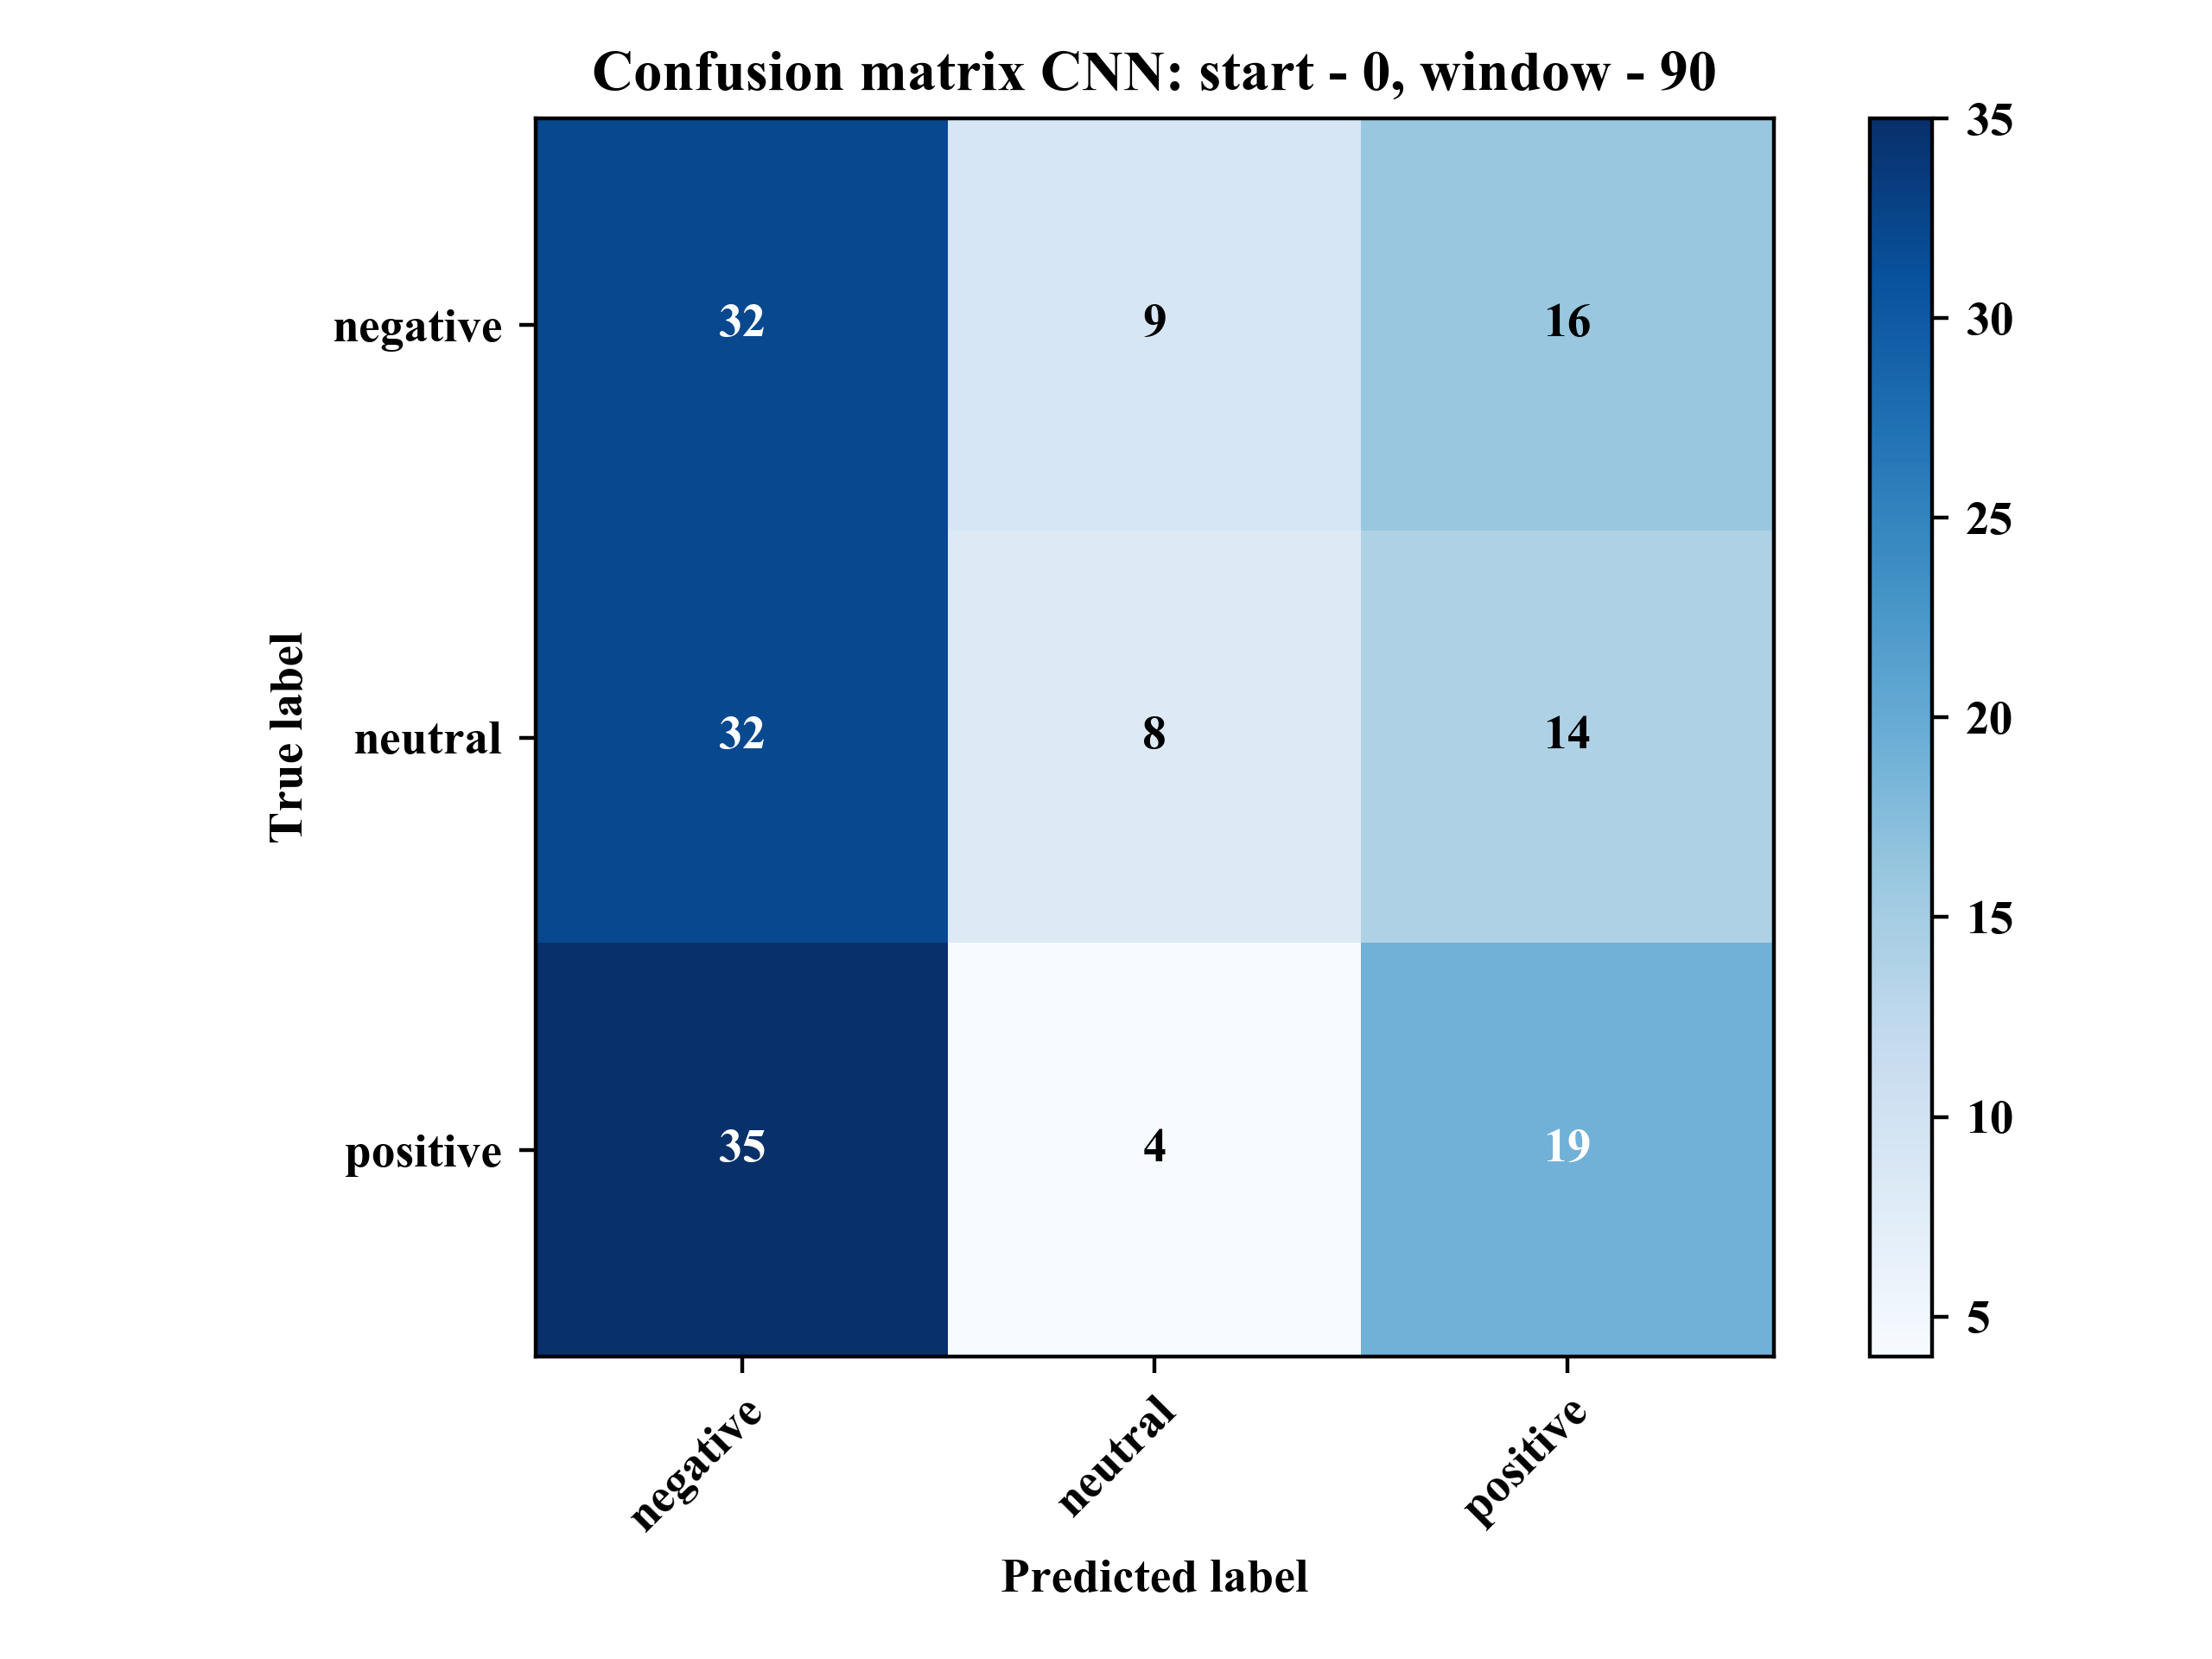 Confusion matrix CNN: start - 0, window - 90
True label
negative
neutral
positive
32 9 16
32 8 14
35 4 19
negative
neutral
positive
Predicted label
35
30
25
20
15
10
5